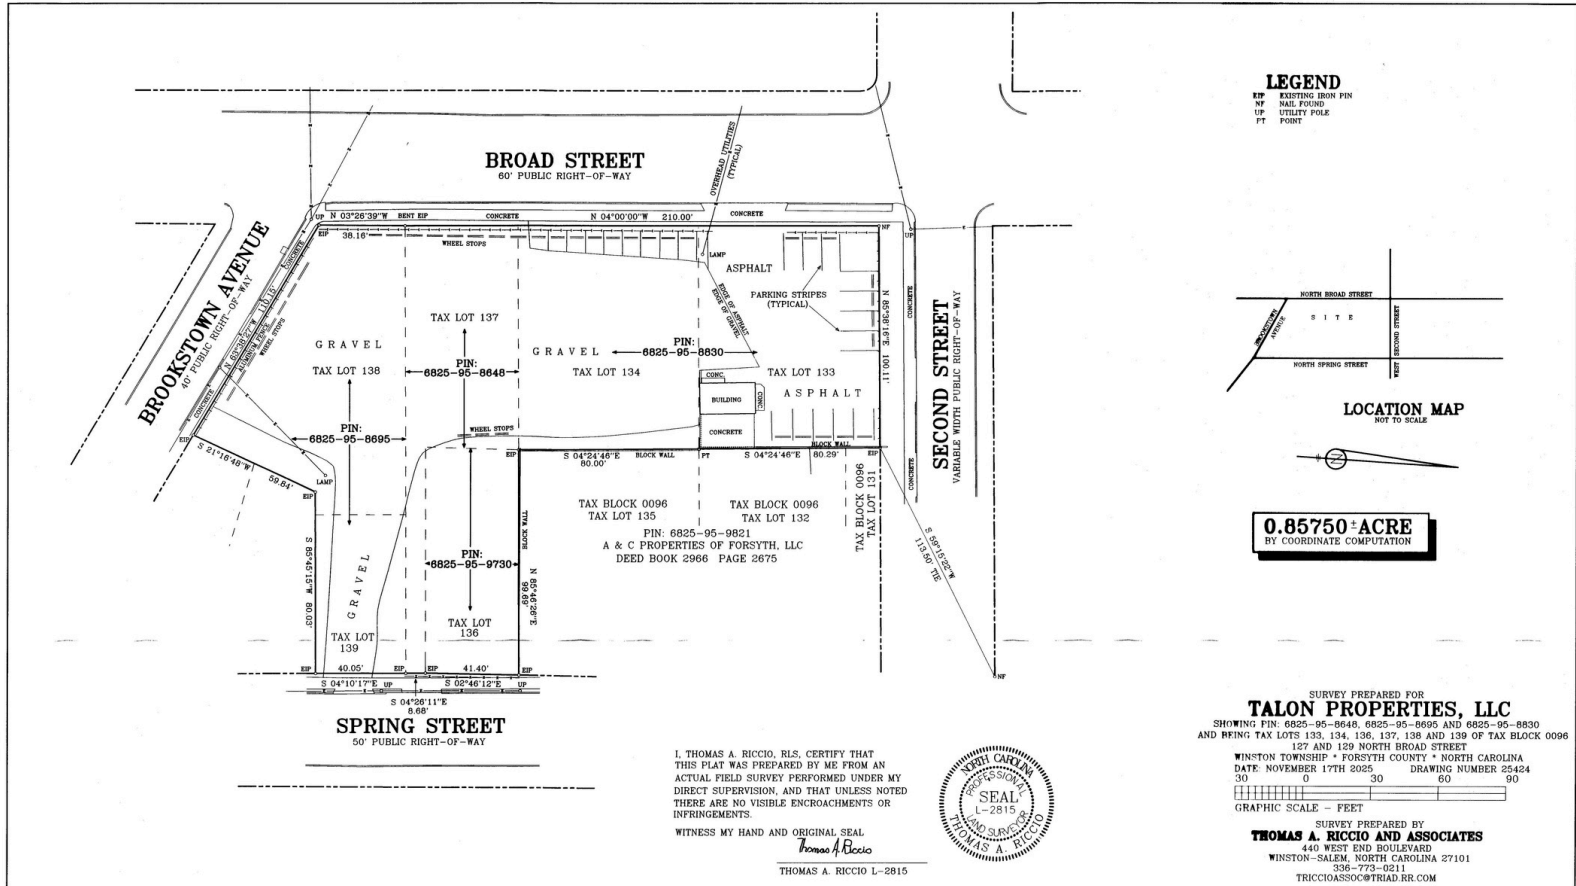 LEGEND
EIP EXISTING IRON PIN
NF NAIL FOUND
UP UTILITY POLE
PT POINT
BROAD STREET
60' PUBLIC RIGHT-OF-WAY
OVERHEAD UTILITIES
(TYPICAL)
UP N 03°26'39"W BENT EIP CONCRETE N 04°00'00"W 210.00' CONCRETE
EIP 38.16' WHEEL STOPS
NF
UP
LAMP
BROOKSTOWN AVENUE
40' PUBLIC RIGHT-OF-WAY
CONCRETE
N 63°38'27"W 110.15'
ALUMINUM FENCE
WHEEL STOPS
CONCRETE
ASPHALT
PARKING STRIPES
(TYPICAL)
EDGE OF ASPHALT
EDGE OF GRAVEL
N 85°38'16"E 100.11'
CONCRETE
SECOND STREET
VARIABLE WIDTH PUBLIC RIGHT-OF-WAY
TAX LOT 137
GRAVEL
TAX LOT 138
PIN:
6825-95-8648
GRAVEL
TAX LOT 134
PIN:
6825-95-8830
TAX LOT 133
ASPHALT
CONC.
BUILDING
CONC.
CONCRETE
PIN:
6825-95-8695
WHEEL STOPS
BLOCK WALL
EIP
S 21°16'48"W
59.84'
LAMP
EIP
EIP S 04°24'46"E BLOCK WALL PT S 04°24'46"E 80.29' EIP
80.00'
CONCRETE
TAX BLOCK 0096
TAX LOT 135
TAX BLOCK 0096
TAX LOT 132
TAX BLOCK 0096
TAX LOT 131
PIN: 6825-95-9821
A & C PROPERTIES OF FORSYTH, LLC
DEED BOOK 2966 PAGE 2675
BLOCK WALL
S 85°45'15"W 80.03'
GRAVEL
PIN:
6825-95-9730
N 85°46'26"E
99.69'
S 59°15'22"W
113.50' TIE
NF
TAX LOT
139
TAX LOT
136
EIP 40.05' EIP EIP 41.40' EIP
S 04°10'17"E UP S 02°46'12"E UP
S 04°26'11"E
8.68'
SPRING STREET
50' PUBLIC RIGHT-OF-WAY
NORTH BROAD STREET
BROOKSTOWN
AVENUE
SITE
WEST SECOND STREET
NORTH SPRING STREET
LOCATION MAP
NOT TO SCALE
N
0.85750±ACRE
BY COORDINATE COMPUTATION
I, THOMAS A. RICCIO, RLS, CERTIFY THAT
THIS PLAT WAS PREPARED BY ME FROM AN
ACTUAL FIELD SURVEY PERFORMED UNDER MY
DIRECT SUPERVISION, AND THAT UNLESS NOTED
THERE ARE NO VISIBLE ENCROACHMENTS OR
INFRINGEMENTS.
WITNESS MY HAND AND ORIGINAL SEAL
Thomas A. Riccio
THOMAS A. RICCIO L-2815
NORTH CAROLINA
PROFESSIONAL
SEAL
L-2815
LAND SURVEYOR
THOMAS A. RICCIO
SURVEY PREPARED FOR
TALON PROPERTIES, LLC
SHOWING PIN: 6825-95-8648, 6825-95-8695 AND 6825-95-8830
AND BEING TAX LOTS 133, 134, 136, 137, 138 AND 139 OF TAX BLOCK 0096
127 AND 129 NORTH BROAD STREET
WINSTON TOWNSHIP * FORSYTH COUNTY * NORTH CAROLINA
DATE: NOVEMBER 17TH 2025 DRAWING NUMBER 25424
30 0 30 60 90
GRAPHIC SCALE - FEET
SURVEY PREPARED BY
THOMAS A. RICCIO AND ASSOCIATES
440 WEST END BOULEVARD
WINSTON-SALEM, NORTH CAROLINA 27101
336-773-0211
TRICCIOASSOC@TRIAD.RR.COM